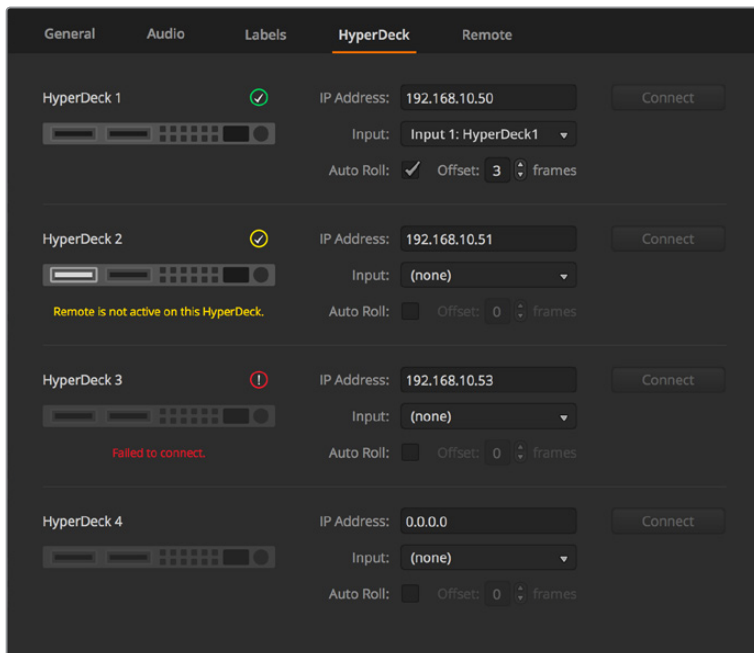 General Audio Labels HyperDeck Remote
HyperDeck 1 IP Address: 192.168.10.50 Connect
Input: Input 1: HyperDeck1
Auto Roll: Offset: 3 frames
HyperDeck 2 IP Address: 192.168.10.51 Connect
Input: (none)
Remote is not active on this HyperDeck. Auto Roll: Offset: 0 frames
HyperDeck 3 IP Address: 192.168.10.53 Connect
Input: (none)
Failed to connect. Auto Roll: Offset: 0 frames
HyperDeck 4 IP Address: 0.0.0.0 Connect
Input: (none)
Auto Roll: Offset: 0 frames